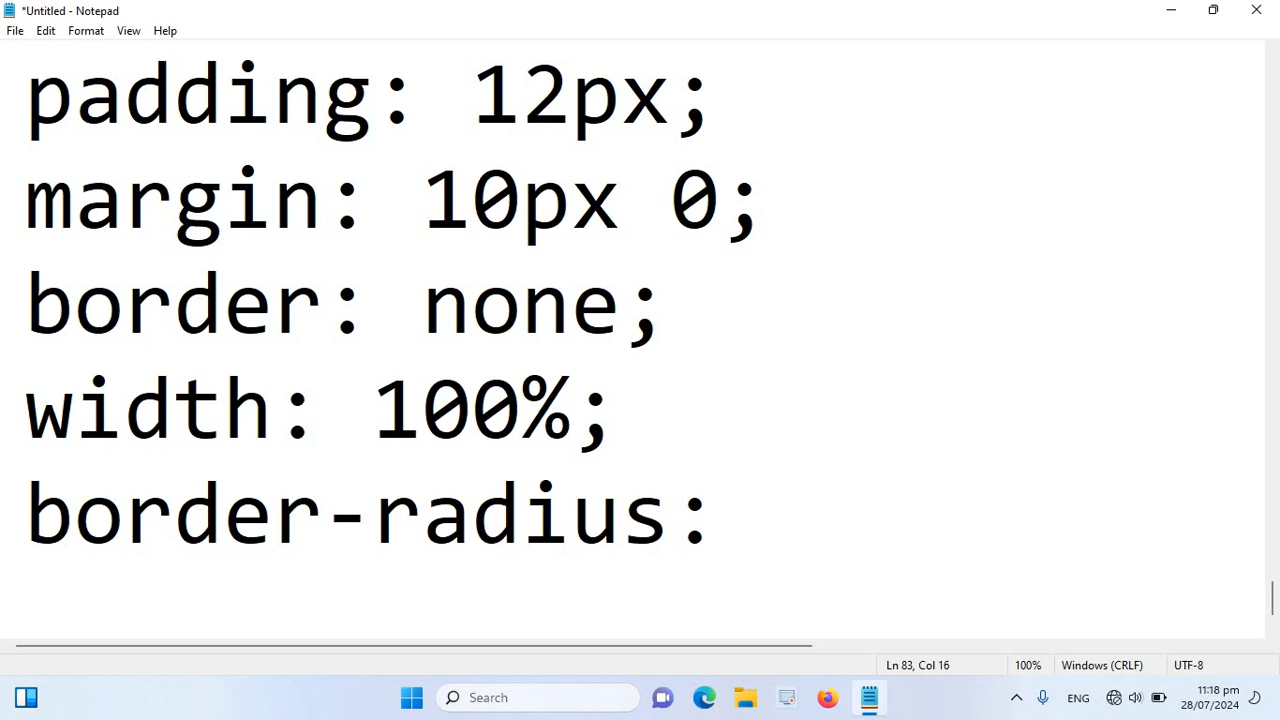 *Untitled - Notepad
File Edit Format View Help
padding: 12px;
margin: 10px 0;
border: none;
width: 100%;
border-radius:
Ln 83, Col 16 100% Windows (CRLF) UTF-8
Search ENG 11:18 pm
28/07/2024